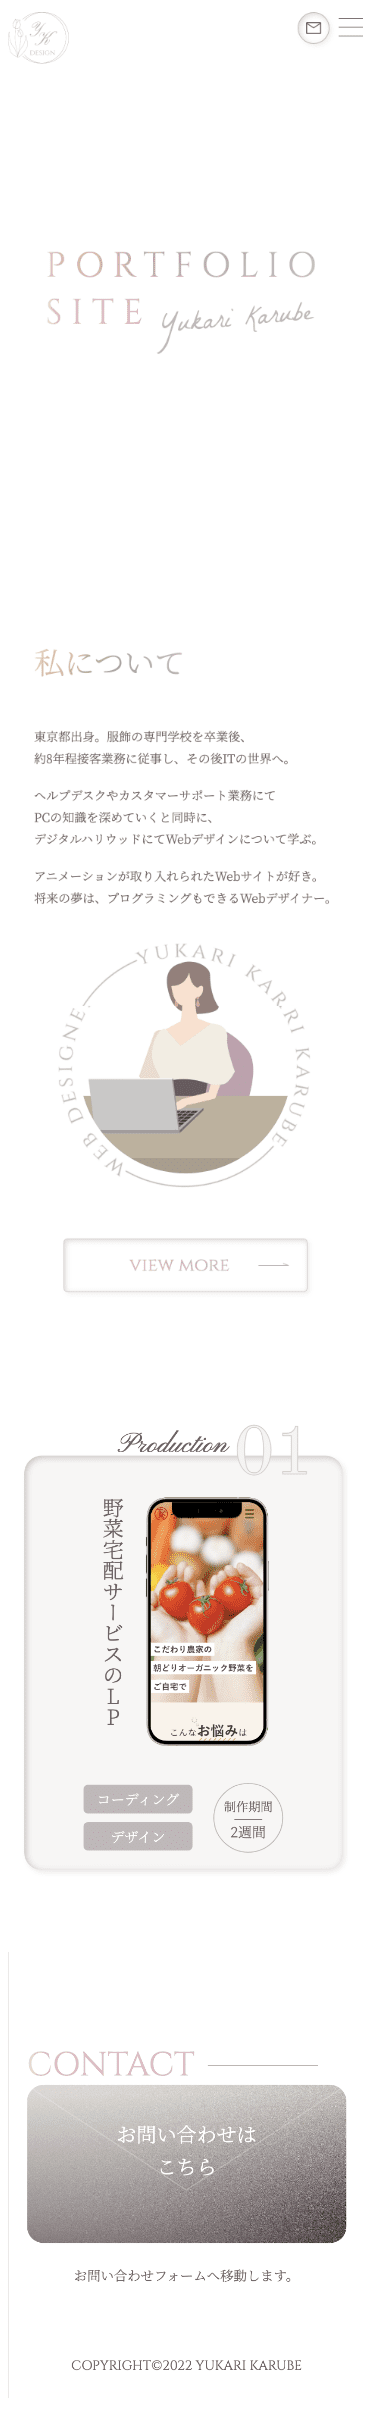 YK
DESIGN
PORTFOLIO
SITE Yukari Karube
私について
東京都出身。服飾の専門学校を卒業後、
約8年程接客業務に従事し、その後ITの世界へ。
ヘルプデスクやカスタマーサポート業務にて
PCの知識を深めていくと同時に、
デジタルハリウッドにてWebデザインについて学ぶ。
アニメーションが取り入れられたWebサイトが好き。
将来の夢は、プログラミングもできるWebデザイナー。
WEB DESIGNE. YUKARI KARRI KARUBE
VIEW MORE
Production 01
野菜宅配サービスのLP
こだわり農家の
朝どりオーガニック野菜を
ご自宅で
こんなお悩みは
コーディング
デザイン
制作期間
2週間
CONTACT
お問い合わせは
こちら
お問い合わせフォームへ移動します。
COPYRIGHT©2022 YUKARI KARUBE